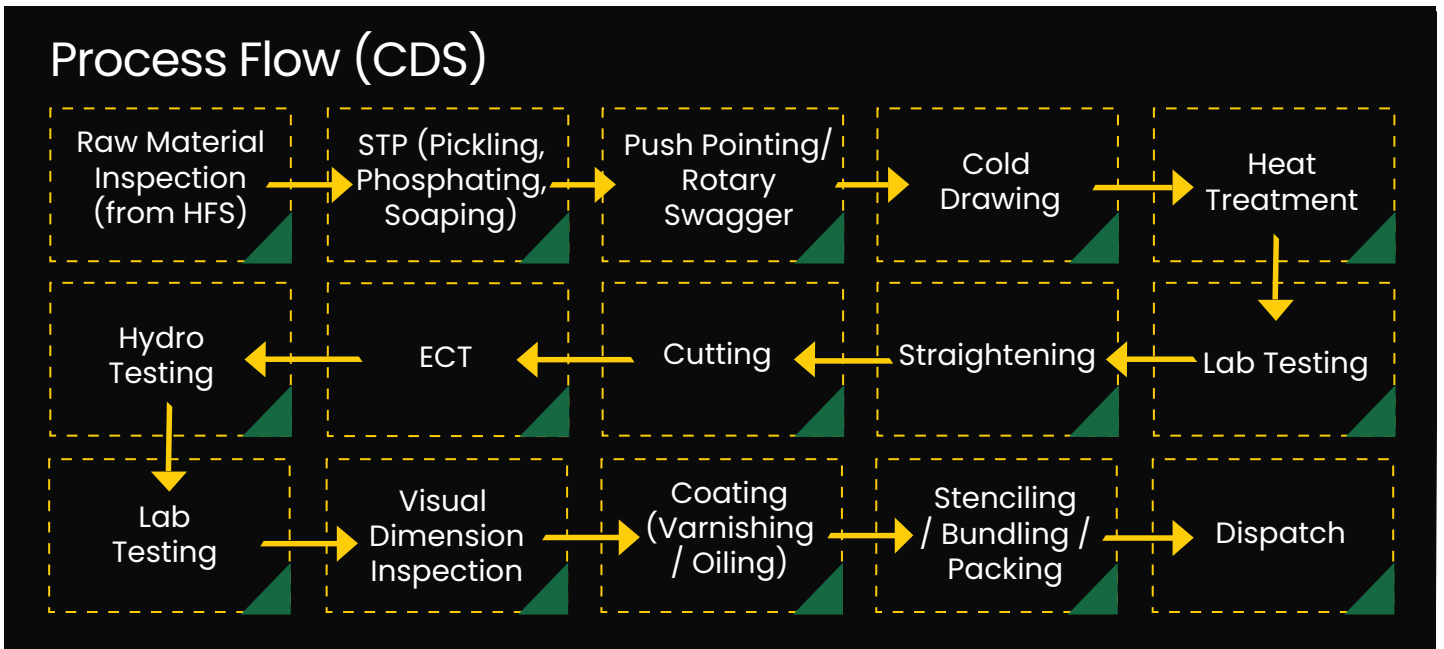 Process Flow (CDS)
Raw Material
Inspection
(from HFS)
STP (Pickling,
Phosphating,
Soaping)
Push Pointing/
Rotary
Swagger
Cold
Drawing
Heat
Treatment
Hydro
Testing
ECT
Cutting
Straightening
Lab Testing
Lab
Testing
Visual
Dimension
Inspection
Coating
(Varnishing
/ Oiling)
Stenciling
/ Bundling /
Packing
Dispatch